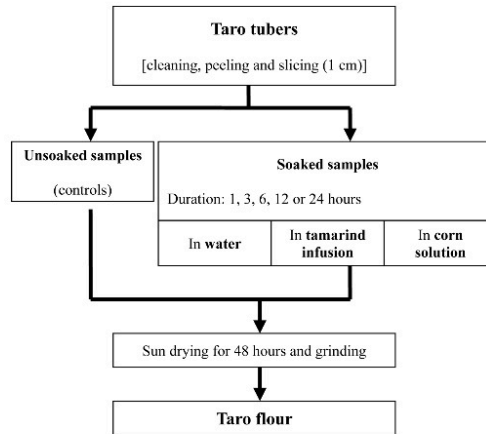 Taro tubers
[cleaning, peeling and slicing (1 cm)]
Unsoaked samples
(controls)
Soaked samples
Duration: 1, 3, 6, 12 or 24 hours
In water
In tamarind
infusion
In corn
solution
Sun drying for 48 hours and grinding
Taro flour